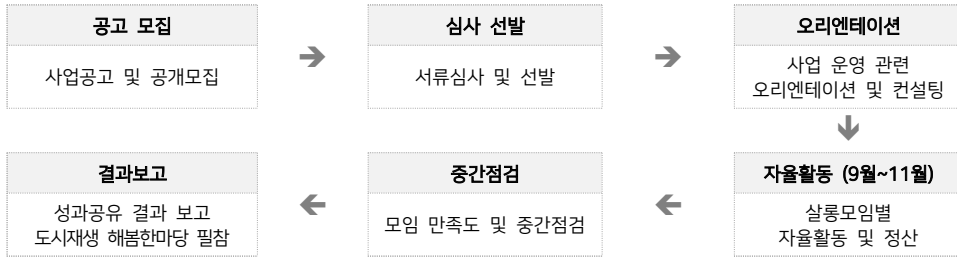 공고 모집
사업공고 및 공개모집
심사 선발
서류심사 및 선발
오리엔테이션
사업 운영 관련
오리엔테이션 및 컨설팅
자율활동 (9월~11월)
살롱모임별
자율활동 및 정산
중간점검
모임 만족도 및 중간점검
결과보고
성과공유 결과 보고
도시재생 해봄한마당 필참